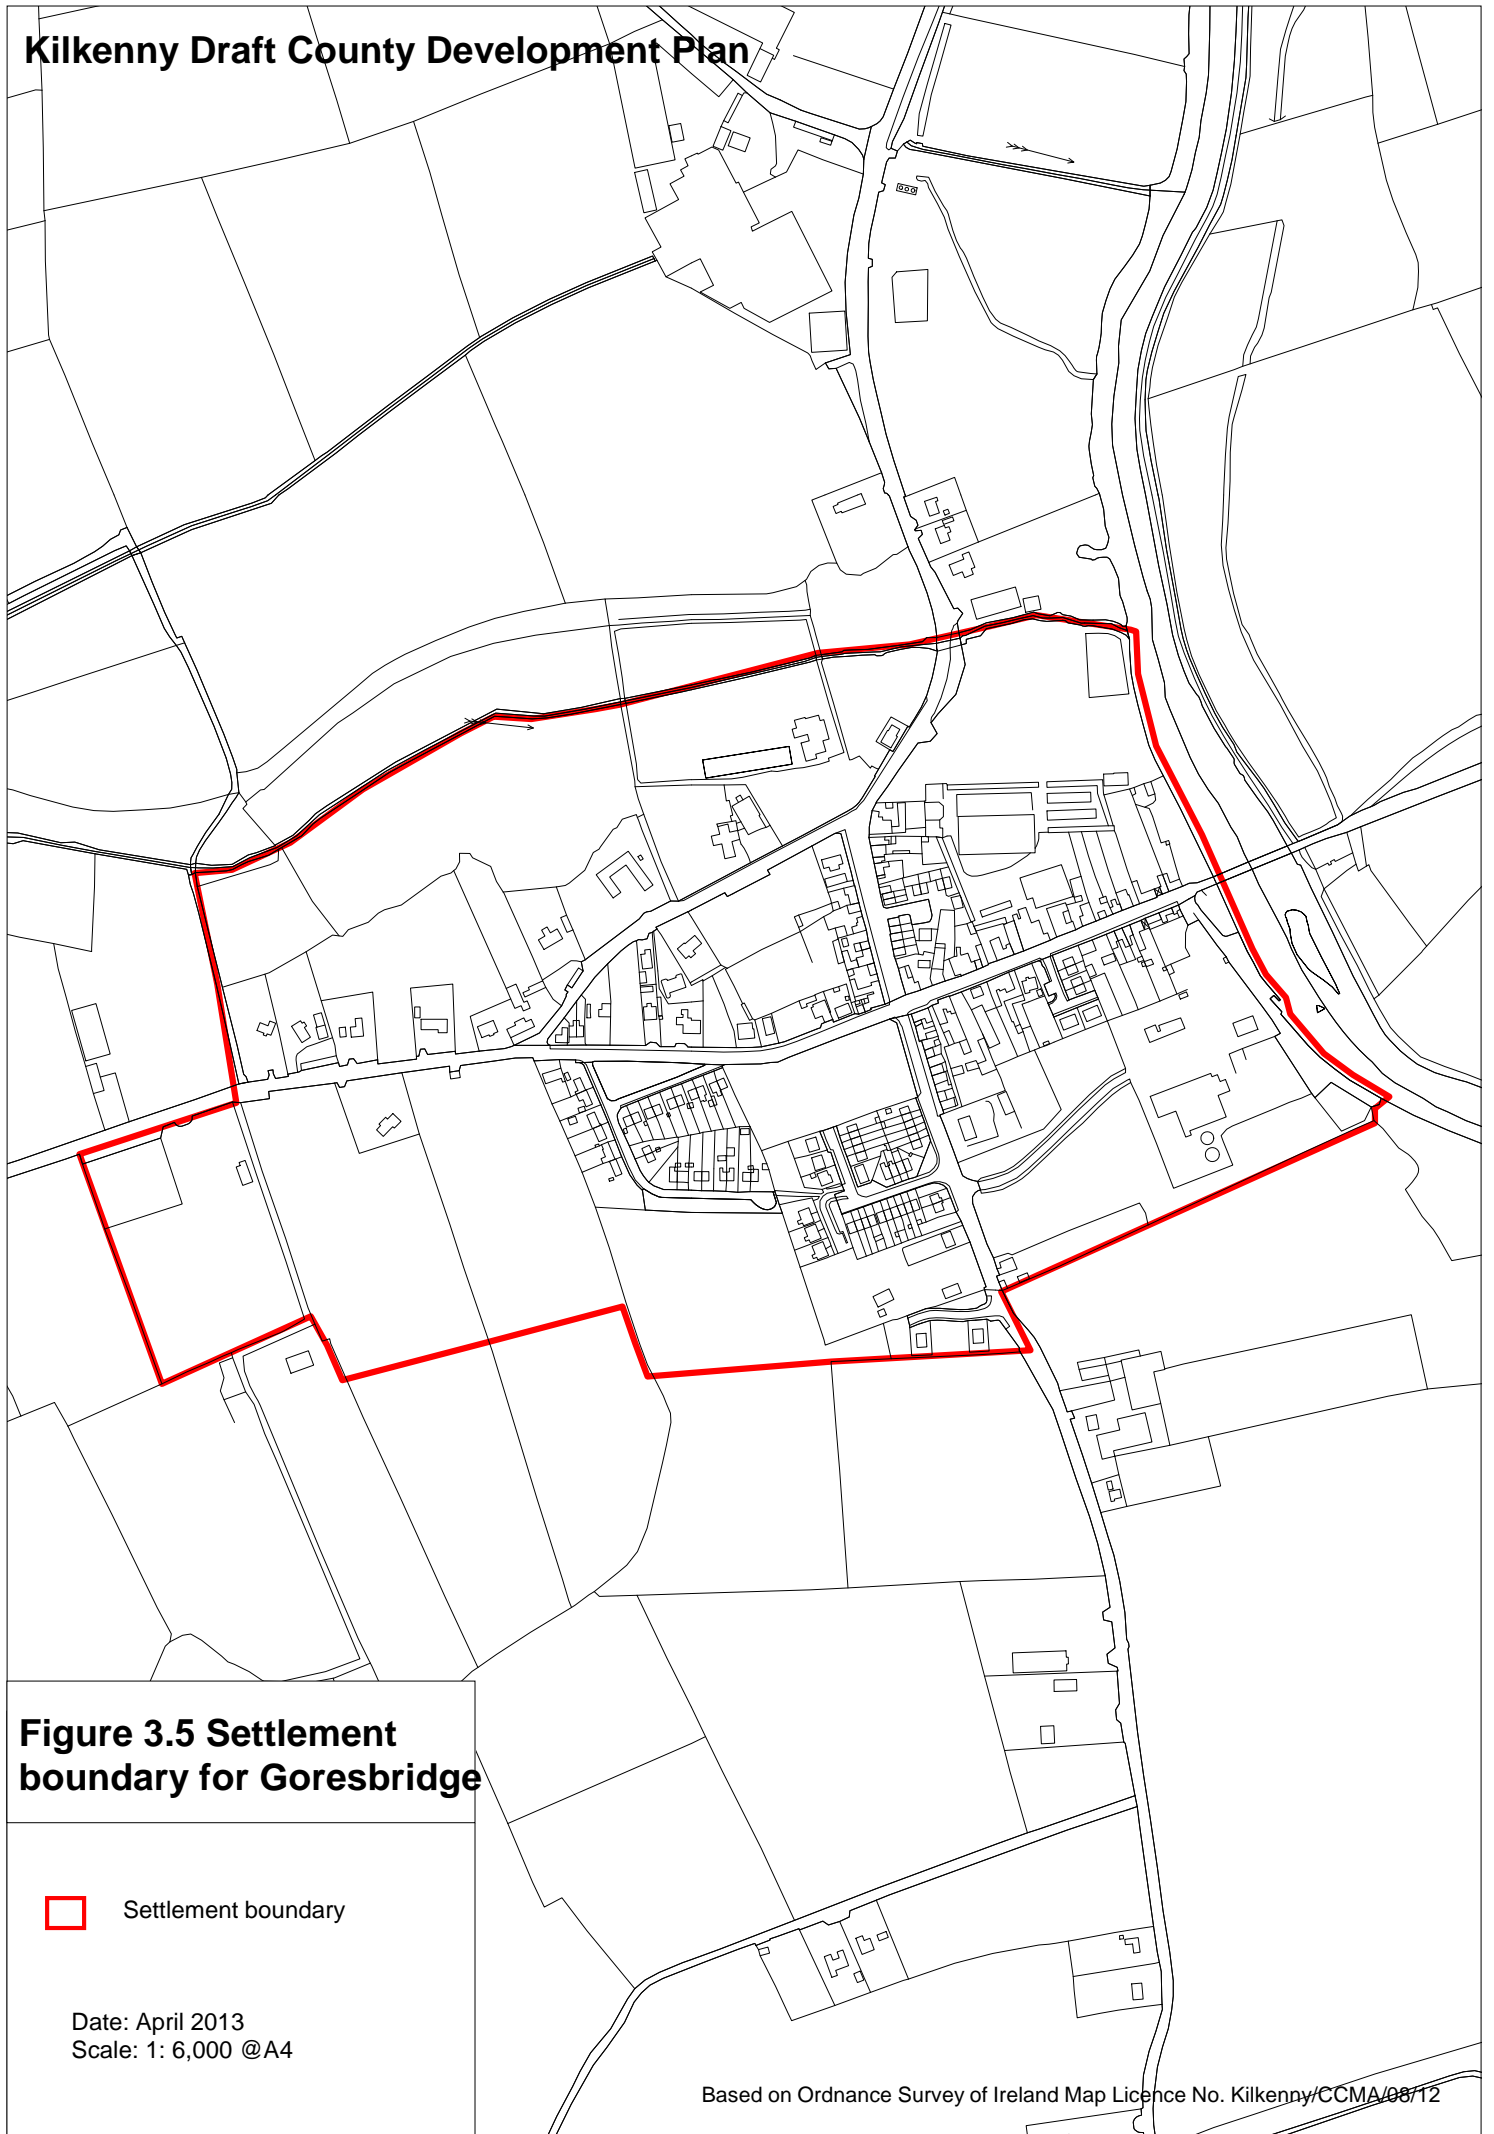 Kilkenny Draft County Development Plan
Figure 3.5 Settlement
boundary for Goresbridge
Settlement boundary
Date: April 2013
Scale: 1: 6,000 @A4
Based on Ordnance Survey of Ireland Map Licence No. Kilkenny/CCMA/08/12